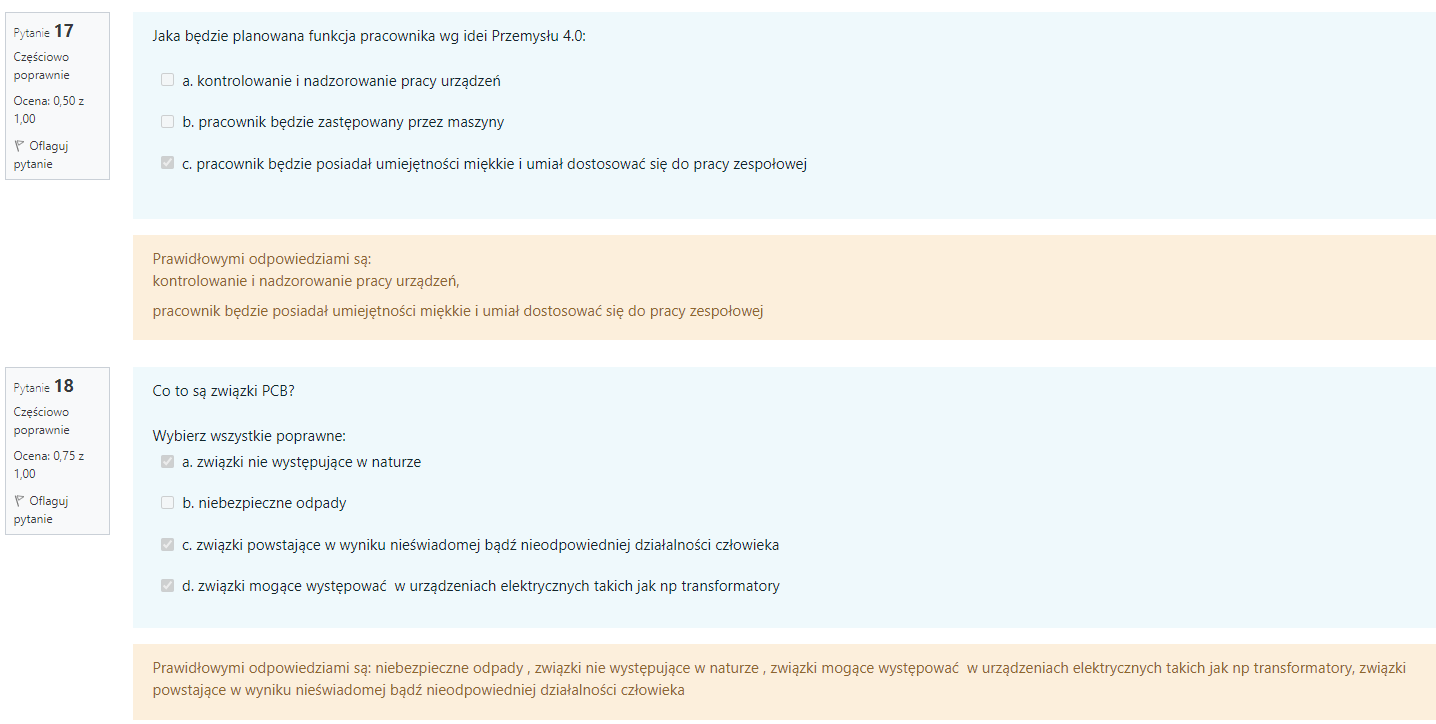 Pytanie 17
Częściowo
poprawnie
Ocena: 0,50 z
1,00
Oflaguj
pytanie
Jaka będzie planowana funkcja pracownika wg idei Przemysłu 4.0:
a. kontrolowanie i nadzorowanie pracy urządzeń
b. pracownik będzie zastępowany przez maszyny
c. pracownik będzie posiadał umiejętności miękkie i umiał dostosować się do pracy zespołowej
Prawidłowymi odpowiedziami są:
kontrolowanie i nadzorowanie pracy urządzeń,
pracownik będzie posiadał umiejętności miękkie i umiał dostosować się do pracy zespołowej
Pytanie 18
Częściowo
poprawnie
Ocena: 0,75 z
1,00
Oflaguj
pytanie
Co to są związki PCB?
Wybierz wszystkie poprawne:
a. związki nie występujące w naturze
b. niebezpieczne odpady
c. związki powstające w wyniku nieświadomej bądź nieodpowiedniej działalności człowieka
d. związki mogące występować  w urządzeniach elektrycznych takich jak np transformatory
Prawidłowymi odpowiedziami są: niebezpieczne odpady , związki nie występujące w naturze , związki mogące występować  w urządzeniach elektrycznych takich jak np transformatory, związki
powstające w wyniku nieświadomej bądź nieodpowiedniej działalności człowieka